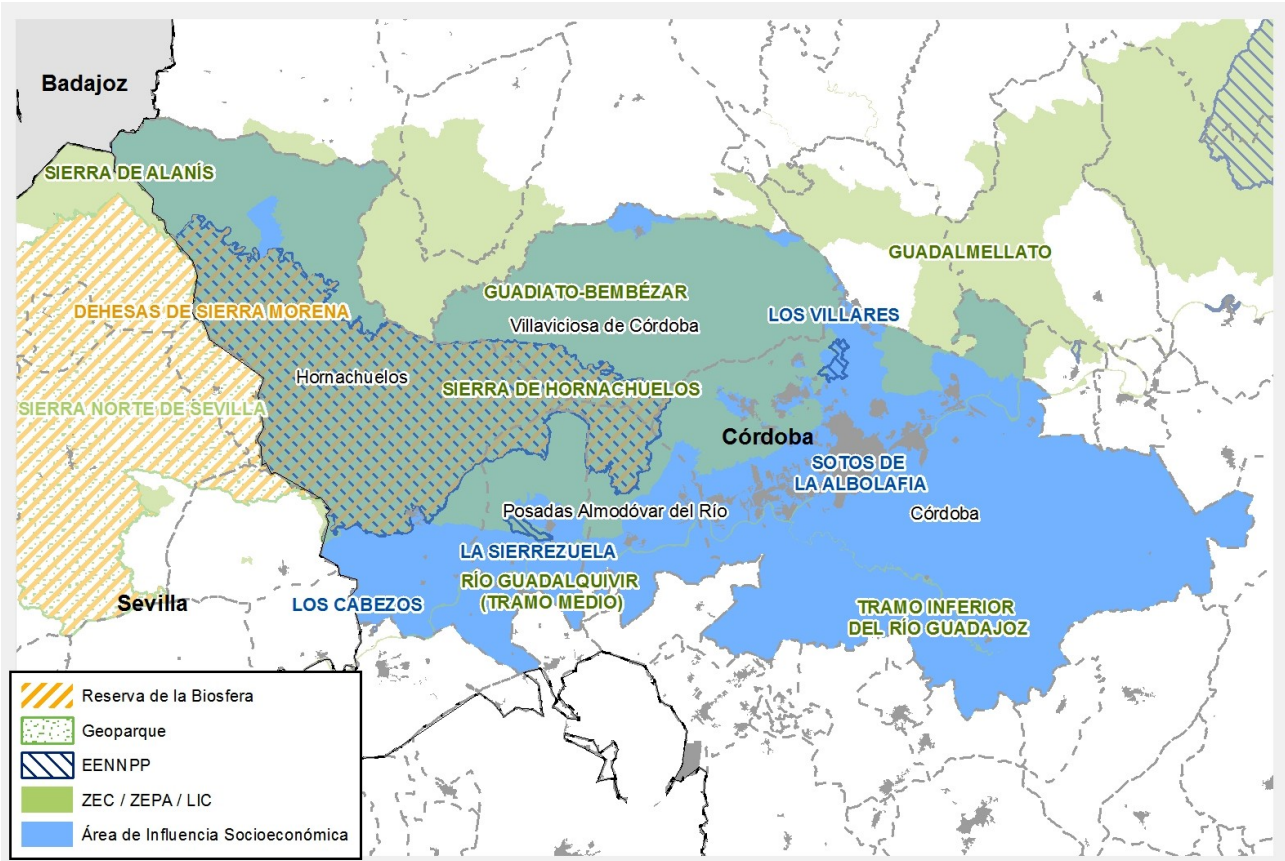 Badajoz
SIERRA DE ALANÍS
GUADALMELLATO
GUADIATO-BEMBÉZAR
DEHESAS DE SIERRA MORENA
LOS VILLARES
Villaviciosa de Córdoba
Hornachuelos
SIERRA DE HORNACHUELOS
SIERRA NORTE DE SEVILLA
Córdoba
SOTOS DE
LA ALBOLAFIA
Posadas Almodóvar del Río
Córdoba
LA SIERREZUELA
RÍO GUADALQUIVIR
(TRAMO MEDIO)
Sevilla
LOS CABEZOS
TRAMO INFERIOR
DEL RÍO GUADAJOZ
Reserva de la Biosfera
Geoparque
EENNPP
ZEC / ZEPA / LIC
Área de Influencia Socioeconómica